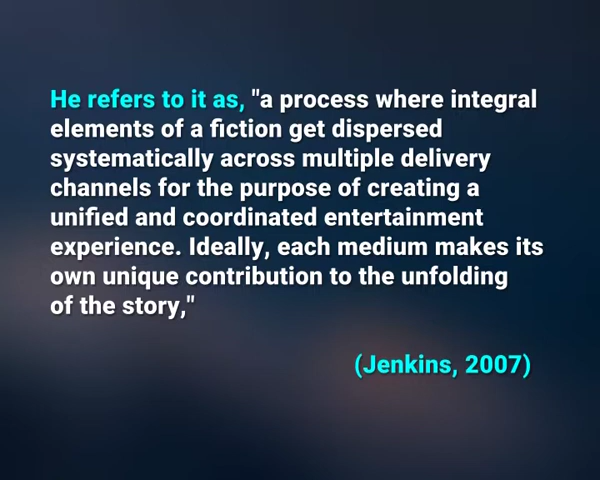 He refers to it as, "a process where integral
elements of a fiction get dispersed
systematically across multiple delivery
channels for the purpose of creating a
unified and coordinated entertainment
experience. Ideally, each medium makes its
own unique contribution to the unfolding
of the story,"
(Jenkins, 2007)